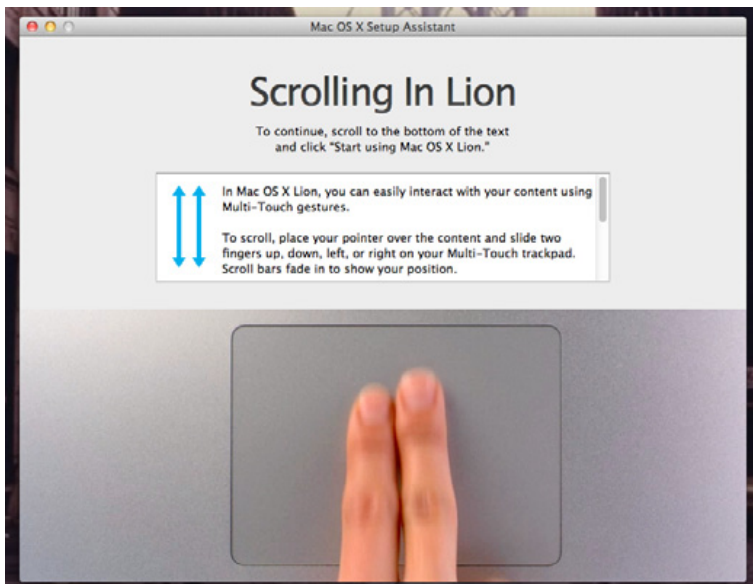 Mac OS X Setup Assistant
Scrolling In Lion
To continue, scroll to the bottom of the text
and click “Start using Mac OS X Lion.”
In Mac OS X Lion, you can easily interact with your content using
Multi-Touch gestures.
To scroll, place your pointer over the content and slide two
fingers up, down, left, or right on your Multi-Touch trackpad.
Scroll bars fade in to show your position.